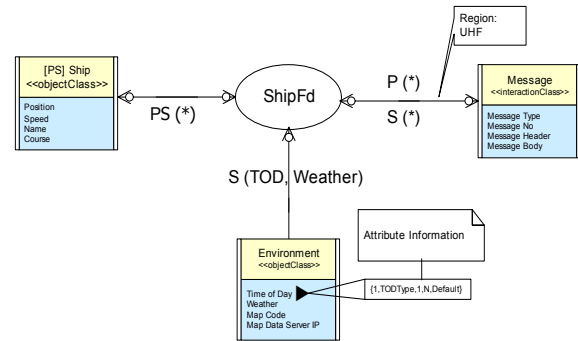 Region:
UHF
[PS] Ship
<<objectClass>>
Position
Speed
Name
Course
PS (*)
ShipFd
P (*)
S (*)
Message
<<interactionClass>>
Message Type
Message No
Message Header
Message Body
S (TOD, Weather)
Environment
<<objectClass>>
Time of Day
Weather
Map Code
Map Data Server IP
Attribute Information
{1,TODType,1,N,Default}